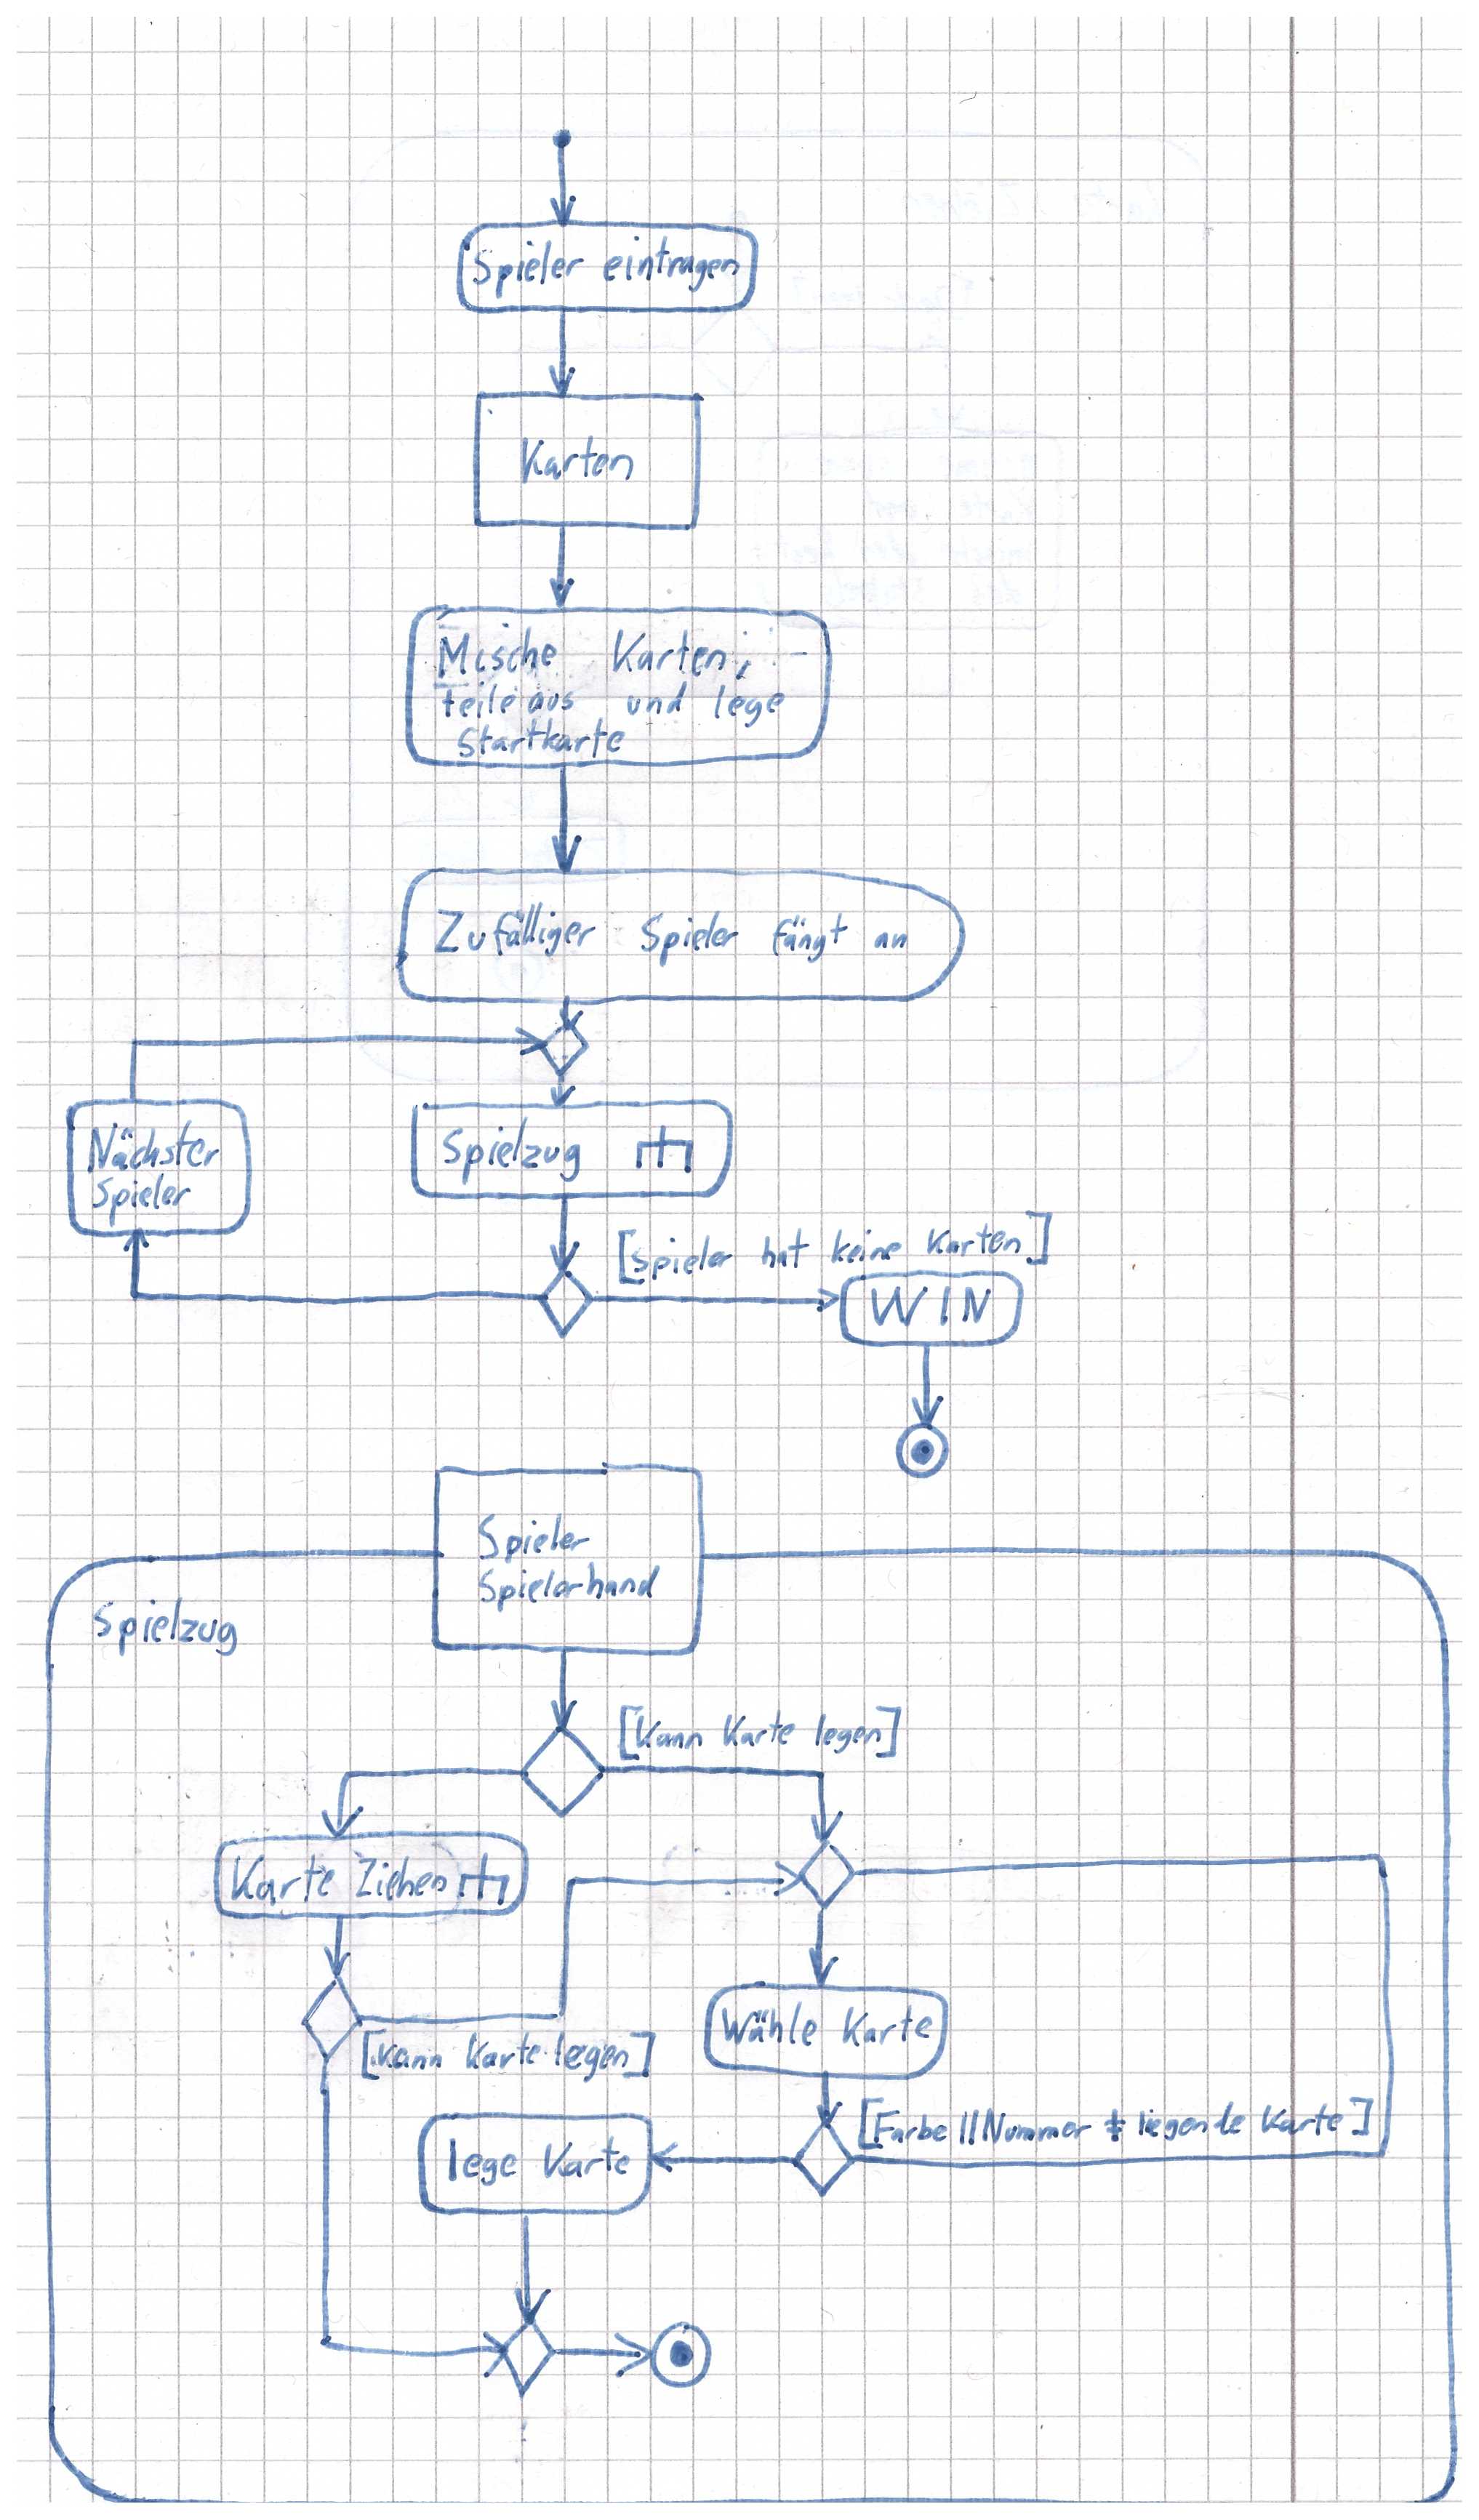 Spieler eintragen
Karten
Mische Karten,
teile aus und lege
Startkarte
Zufälliger Spieler fängt an
Nächster
Spieler
Spielzug
[Spieler hat keine Karten]
WIN
Spieler
Spielerhand
Spielzug
[Kann Karte legen]
Karte Ziehen
Wähle Karte
[Kann Karte legen]
[Farbe || Nummer ≠ liegende Karte]
lege Karte